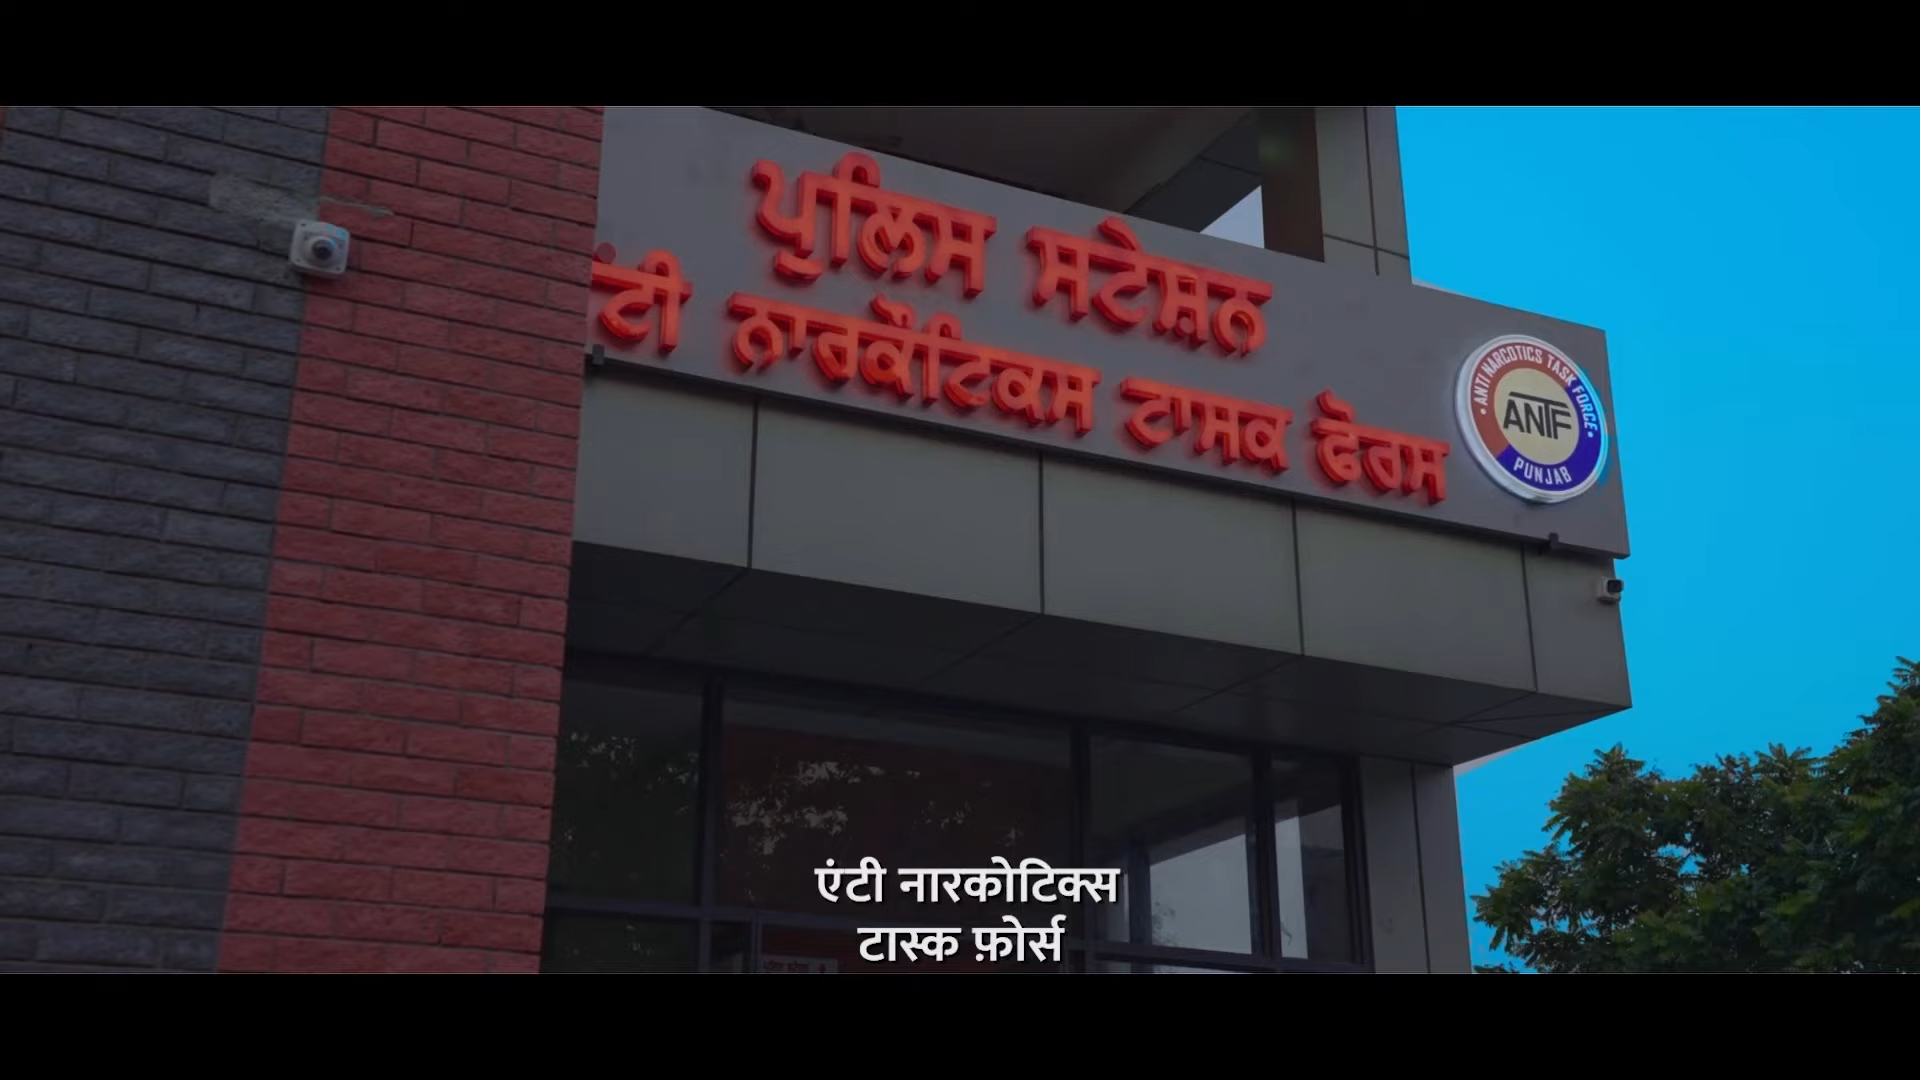 ਪੁਲਿਸ ਸਟੇਸ਼ਨ
ਟੀ ਨਾਰਕੌਟਿਕਸ ਟਾਸਕ ਫੋਰਸ
ANTI NARCOTICS TASK FORCE
ANTF
PUNJAB
एंटी नारकोटिक्स
टास्क फ़ोर्स